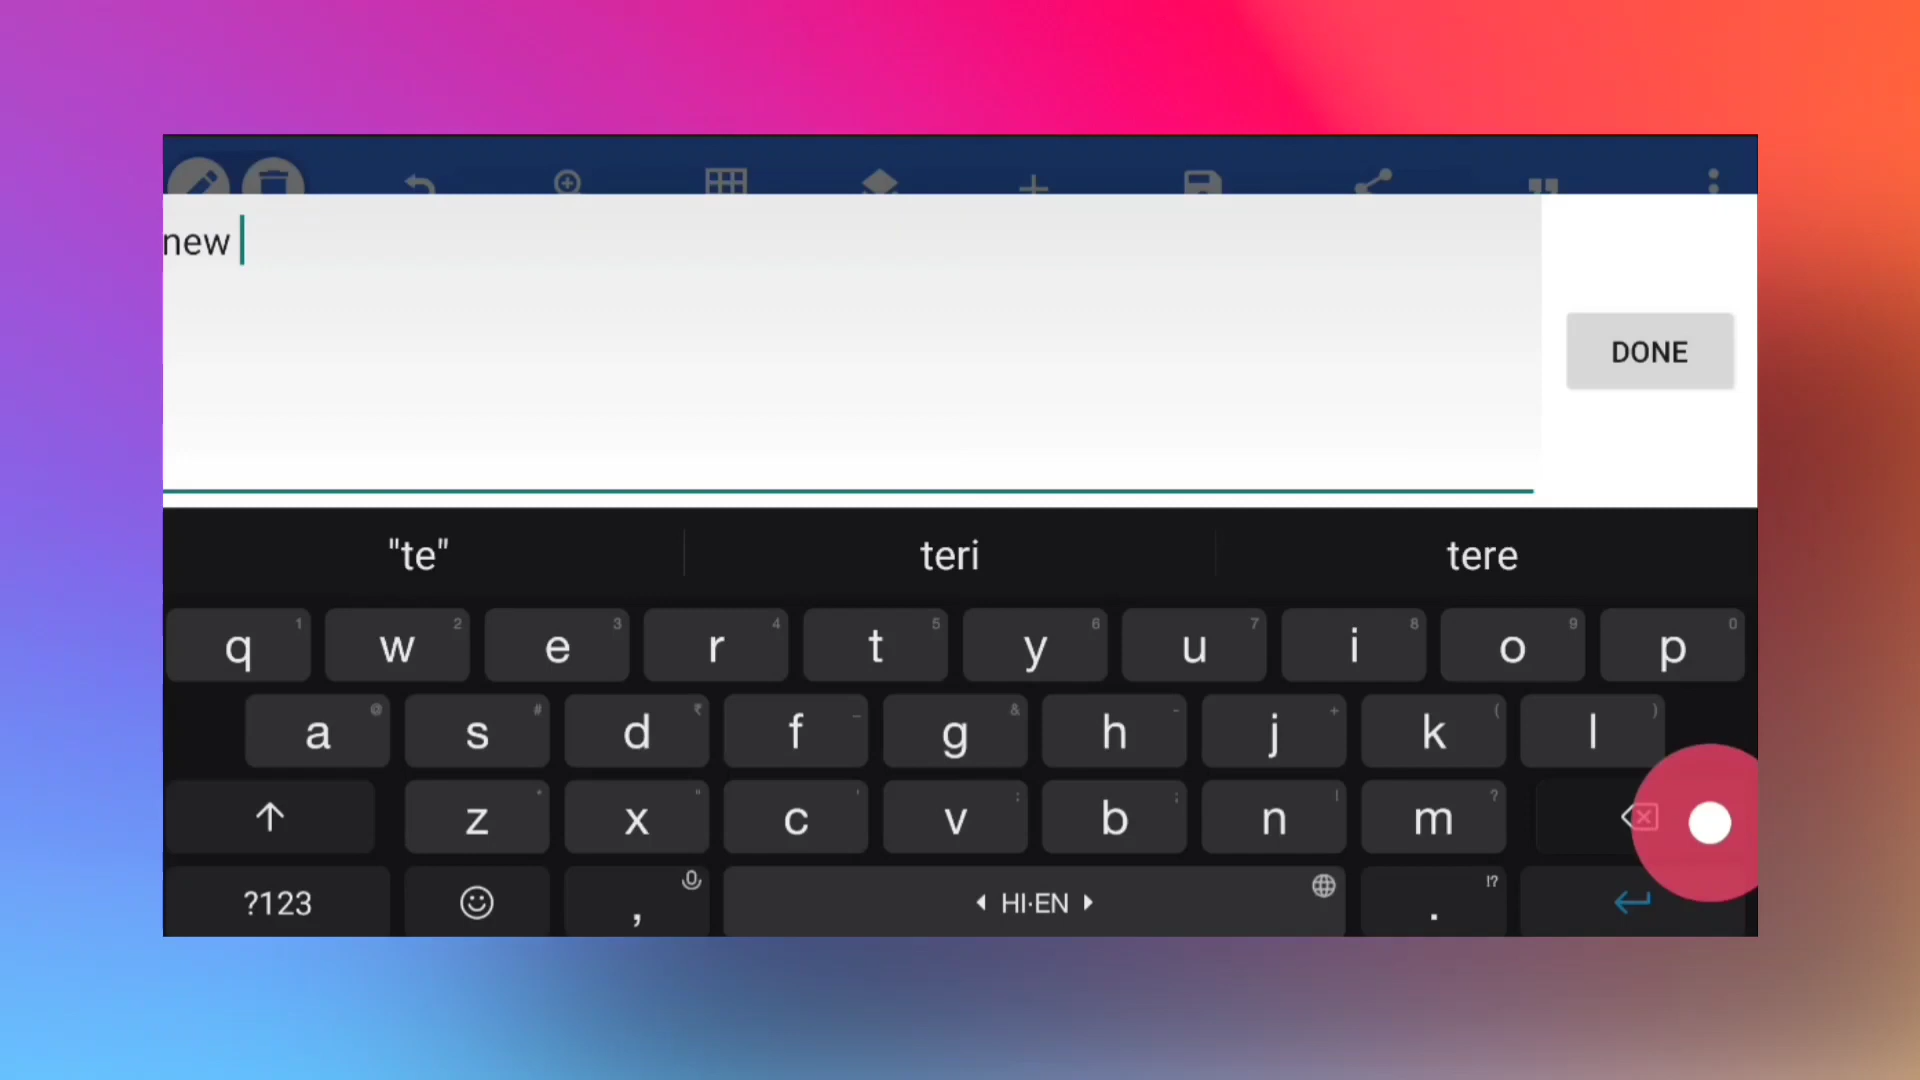 new
DONE
"te" teri tere
q 1 w 2 e 3 r 4 t 5 y 6 u 7 i 8 o 9 p 0
a @ s # d ₹ f _ g & h - j + k ( l )
z * x " c ' v : b ; n ! m ?
?123 , HI·EN . !?